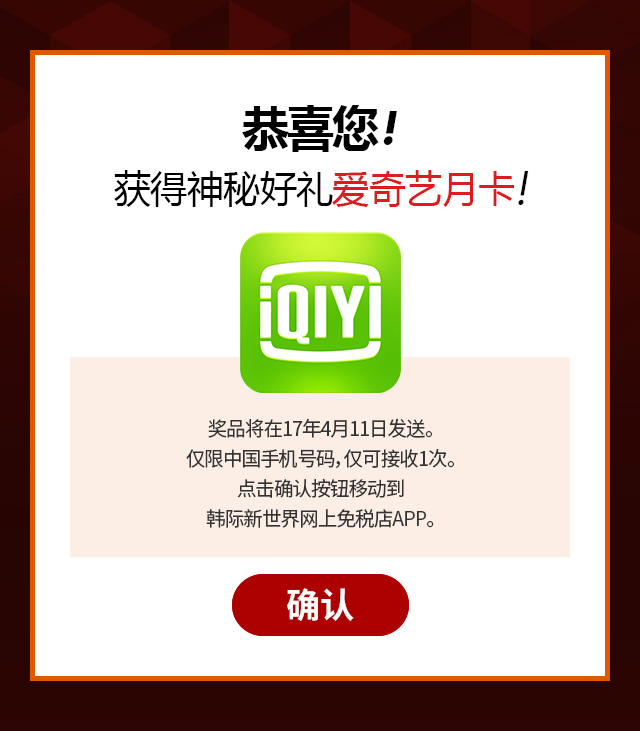 恭喜您!
获得神秘好礼爱奇艺月卡!
iQIYI
奖品将在17年4月11日发送。
仅限中国手机号码,仅可接收1次。
点击确认按钮移动到
韩际新世界网上免税店APP。
确认